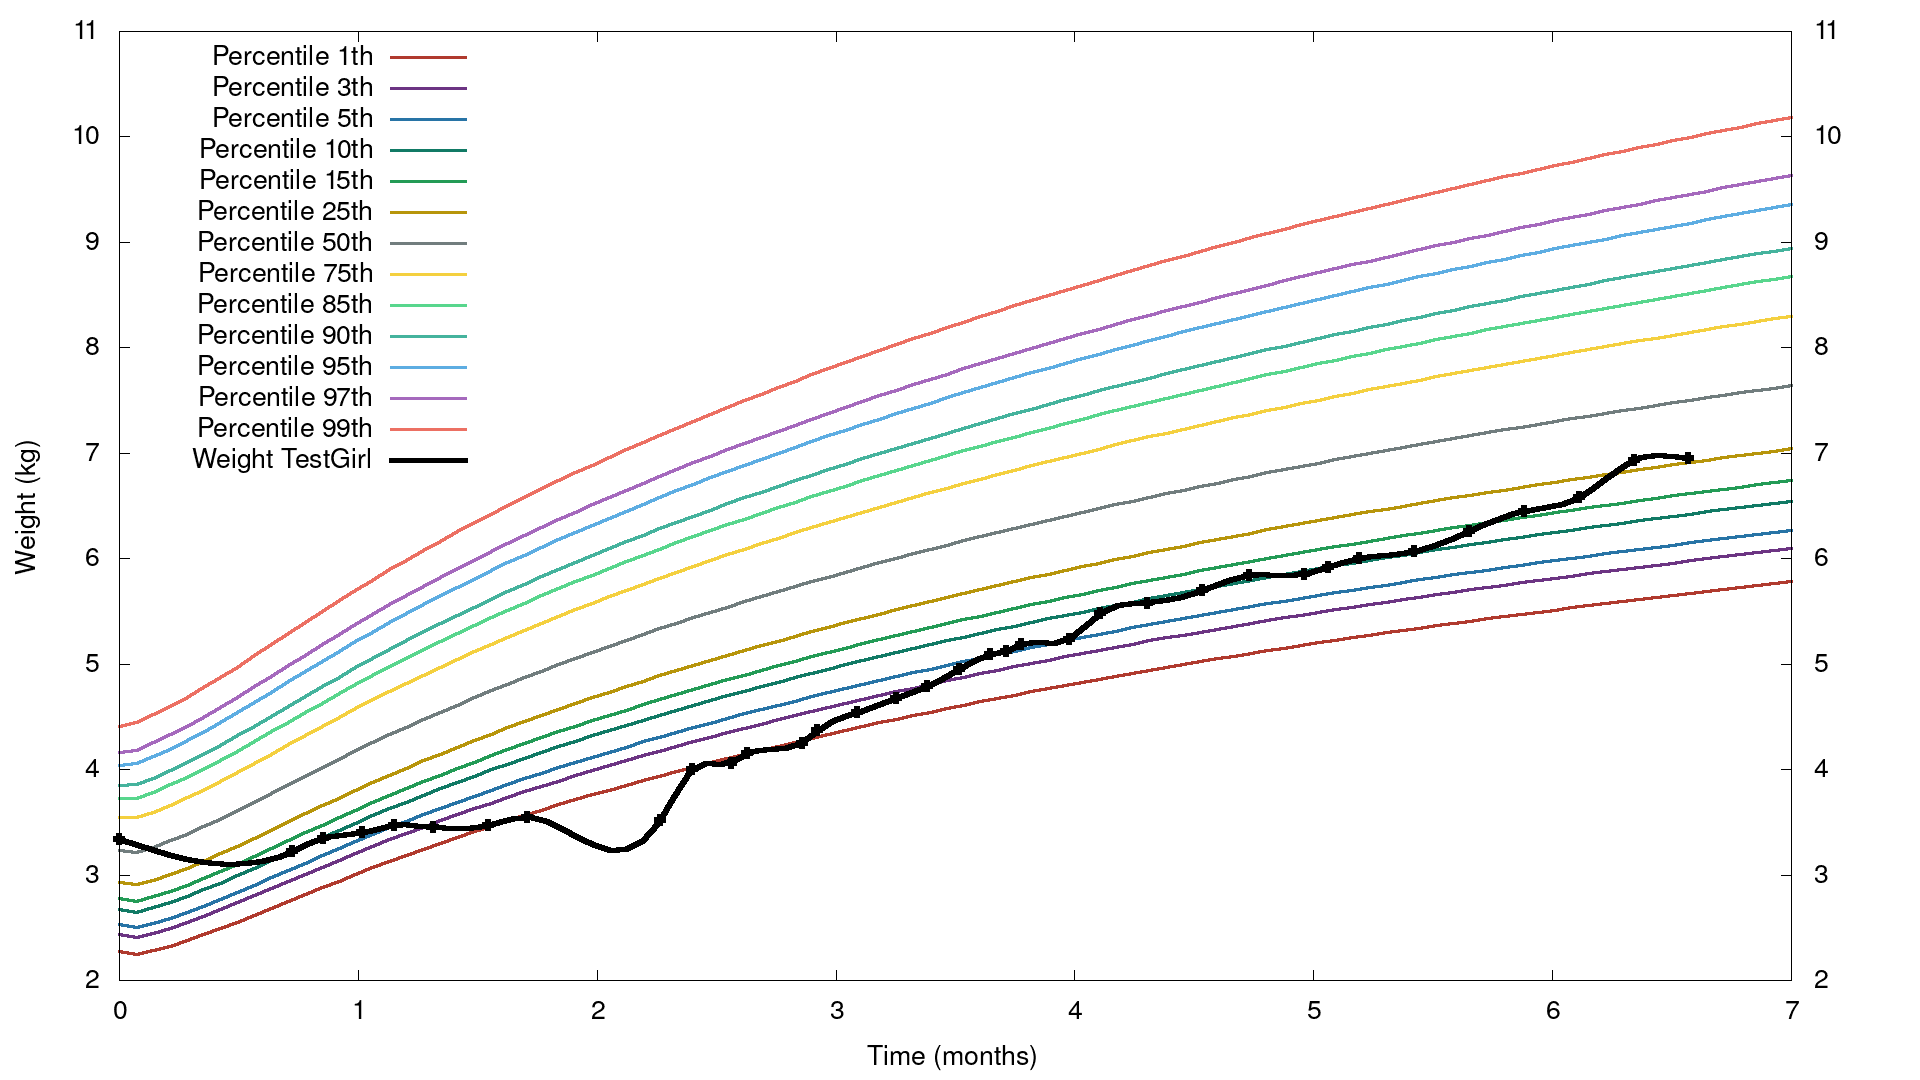 11
10
9
8
7
6
5
4
3
2
Weight (kg)
Percentile 1th
Percentile 3th
Percentile 5th
Percentile 10th
Percentile 15th
Percentile 25th
Percentile 50th
Percentile 75th
Percentile 85th
Percentile 90th
Percentile 95th
Percentile 97th
Percentile 99th
Weight TestGirl
11
10
9
8
7
6
5
4
3
2
0 1 2 3 4 5 6 7
Time (months)